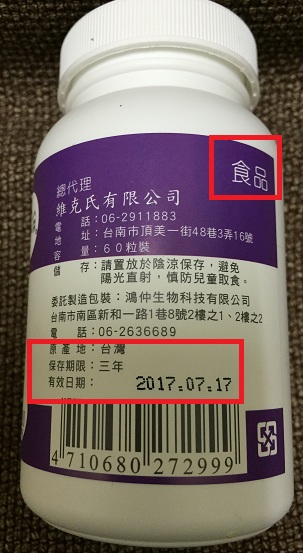 食品
總代理
維克氏有限公司
電話:06-2911883
地址:台南市頂美一街48巷3弄16號
容量:60粒裝
儲存:請置放於陰涼保存,避免
陽光直射,慎防兒童取食。
委託製造包裝:鴻仲生物科技有限公司
台南市南區新和一路1巷8號2樓之1、2樓之2
電話:06-2636689
原產地:台灣
保存期限:三年
有效日期:2017.07.17
4 710680 272999